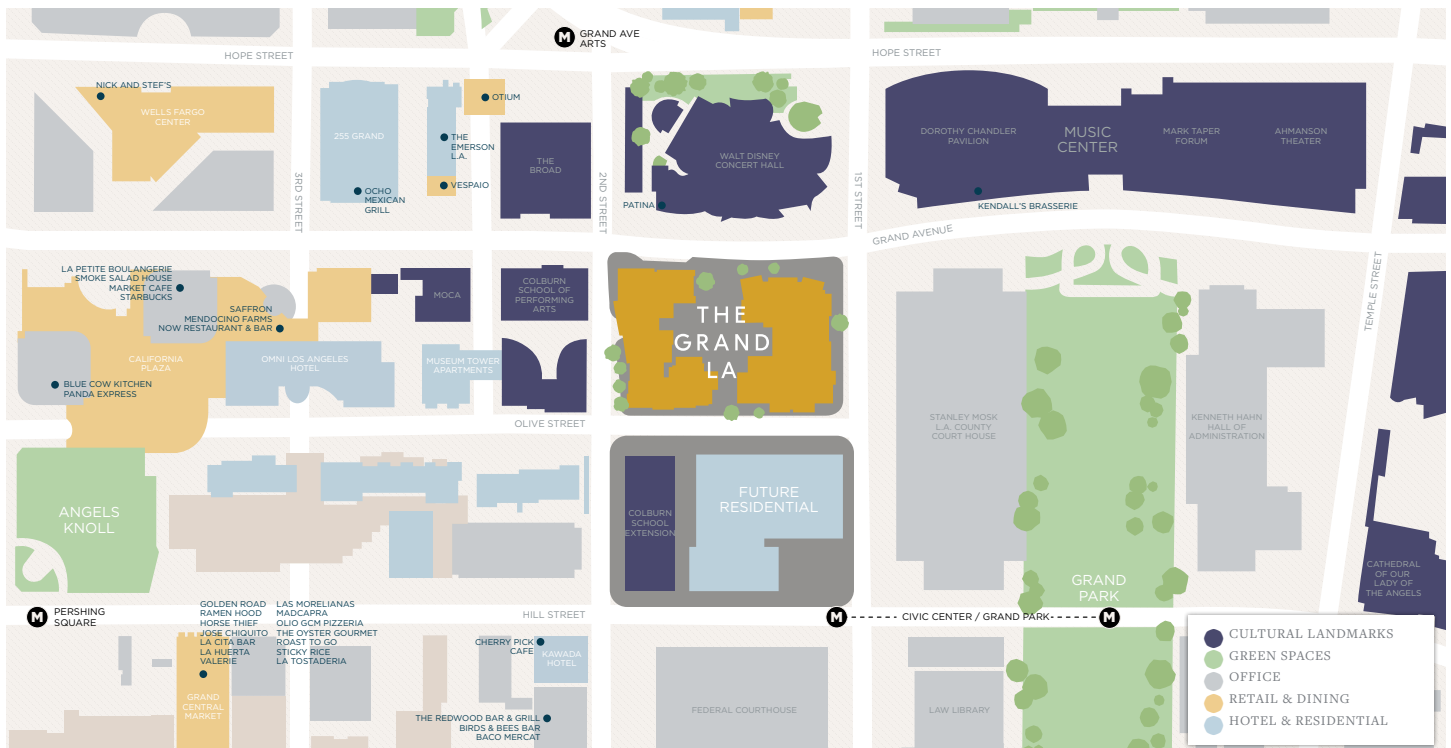 M GRAND AVE
ARTS
HOPE STREET
HOPE STREET
NICK AND STEF'S
WELLS FARGO
CENTER
255 GRAND
OTIUM
THE
EMERSON
L.A.
VESPAIO
OCHO
MEXICAN
GRILL
THE
BROAD
3RD STREET
2ND STREET
WALT DISNEY
CONCERT HALL
PATINA
1ST STREET
DOROTHY CHANDLER
PAVILION
MUSIC
CENTER
MARK TAPER
FORUM
AHMANSON
THEATER
KENDALL'S BRASSERIE
GRAND AVENUE
TEMPLE STREET
LA PETITE BOULANGERIE
SMOKE SALAD HOUSE
MARKET CAFE
STARBUCKS
SAFFRON
MENDOCINO FARMS
NOW RESTAURANT & BAR
CALIFORNIA
PLAZA
BLUE COW KITCHEN
PANDA EXPRESS
OMNI LOS ANGELES
HOTEL
MOCA
COLBURN
SCHOOL OF
PERFORMING
ARTS
MUSEUM TOWER
APARTMENTS
THE
GRAND
LA
STANLEY MOSK
L.A. COUNTY
COURT HOUSE
KENNETH HAHN
HALL OF
ADMINISTRATION
OLIVE STREET
ANGELS
KNOLL
COLBURN
SCHOOL
EXTENSION
FUTURE
RESIDENTIAL
GRAND
PARK
CATHEDRAL
OF OUR
LADY OF
THE ANGELS
M PERSHING
SQUARE
HILL STREET
M CIVIC CENTER / GRAND PARK M
GOLDEN ROAD
RAMEN HOOD
HORSE THIEF
JOSE CHIQUITO
LA CITA BAR
LA HUERTA
VALERIE
LAS MORELIANAS
MADCAPRA
OLIO GCM PIZZERIA
THE OYSTER GOURMET
ROAST TO GO
STICKY RICE
LA TOSTADERIA
GRAND
CENTRAL
MARKET
CHERRY PICK
CAFE
KAWADA
HOTEL
THE REDWOOD BAR & GRILL
BIRDS & BEES BAR
BACO MERCAT
FEDERAL COURTHOUSE
LAW LIBRARY
CULTURAL LANDMARKS
GREEN SPACES
OFFICE
RETAIL & DINING
HOTEL & RESIDENTIAL